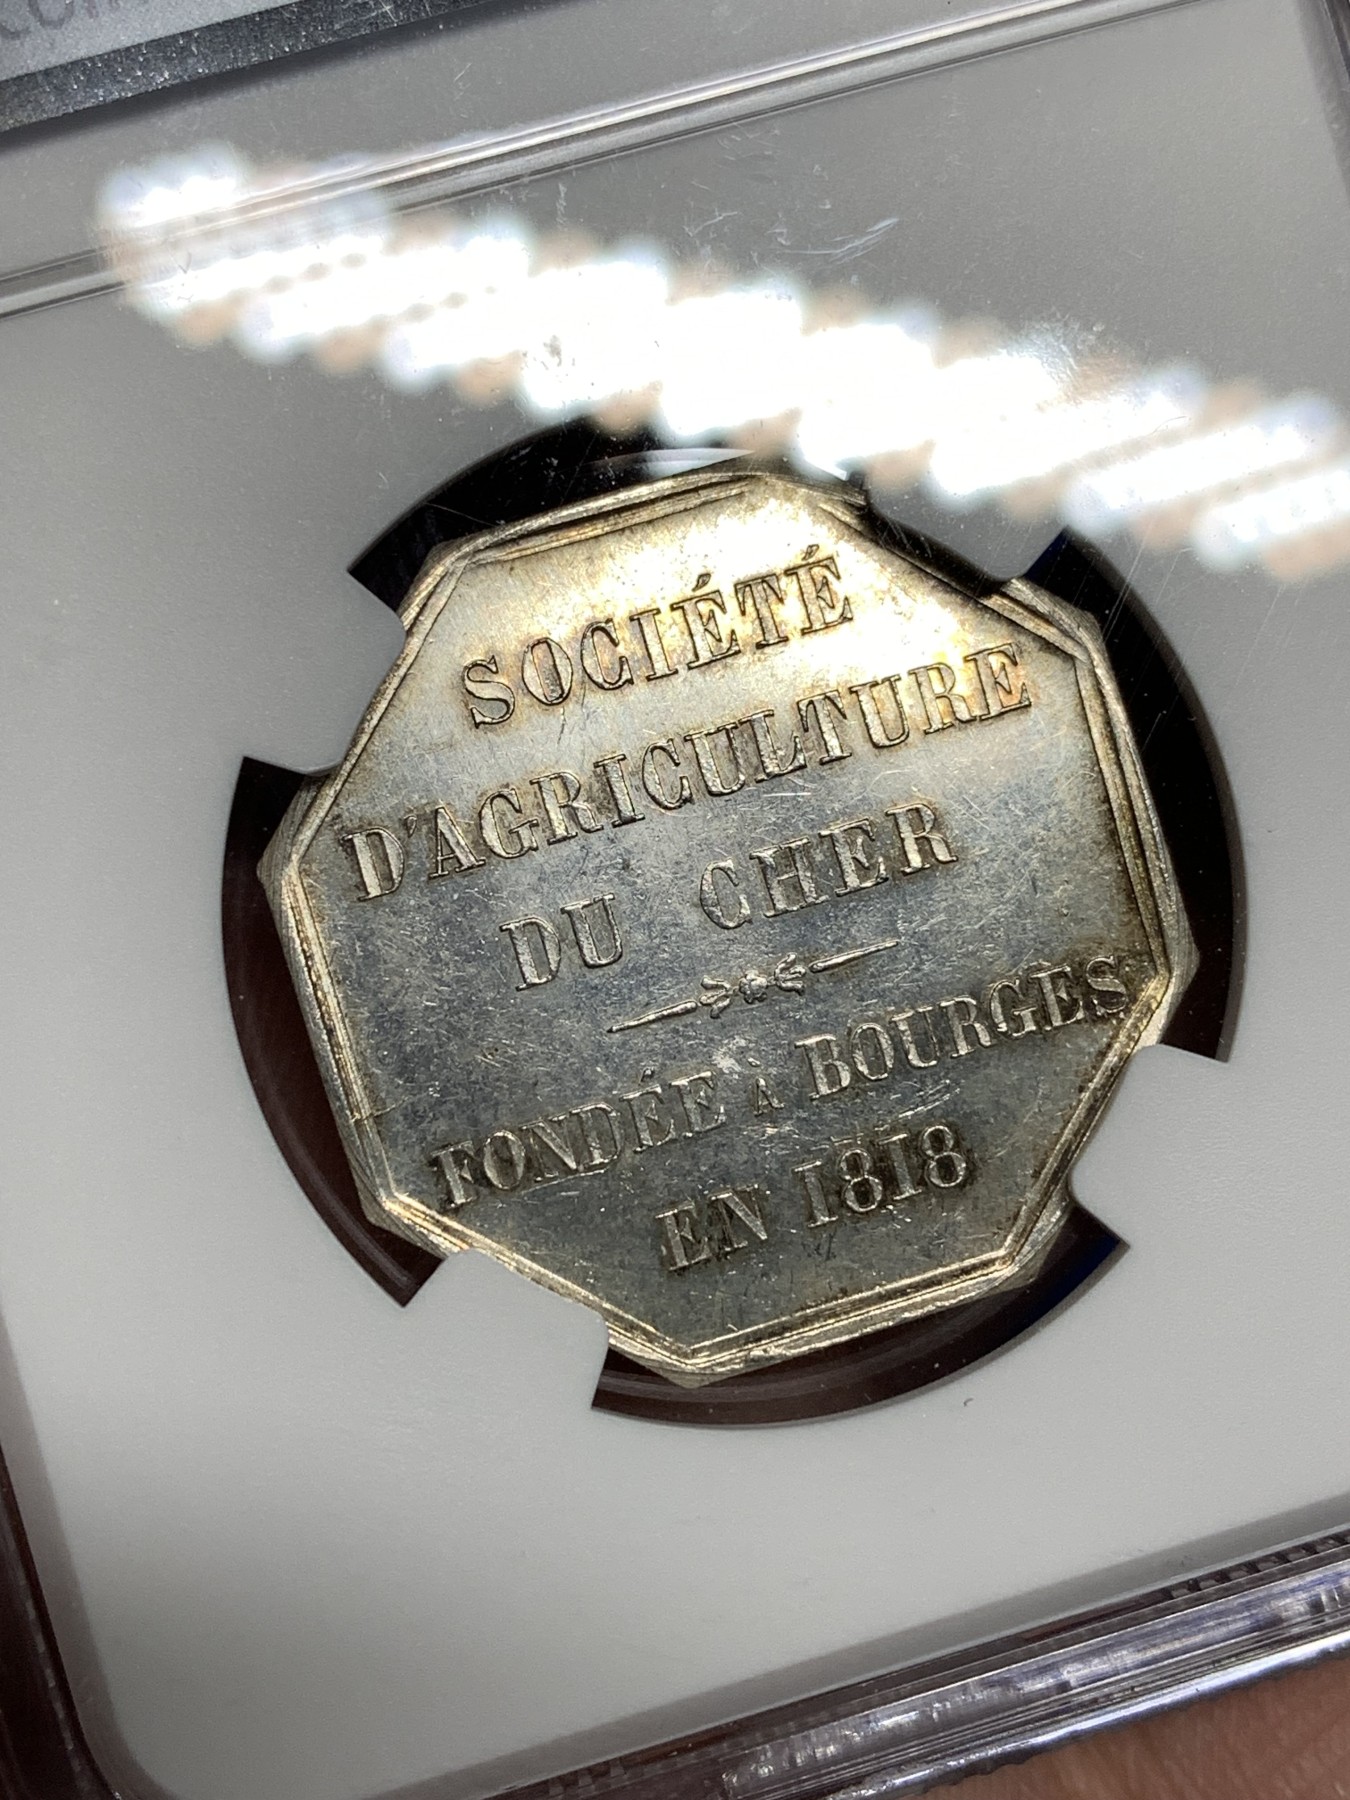 SOCIÉTÉ
D'AGRICULTURE
DU CHER
FONDÉE À BOURGES
EN 1818